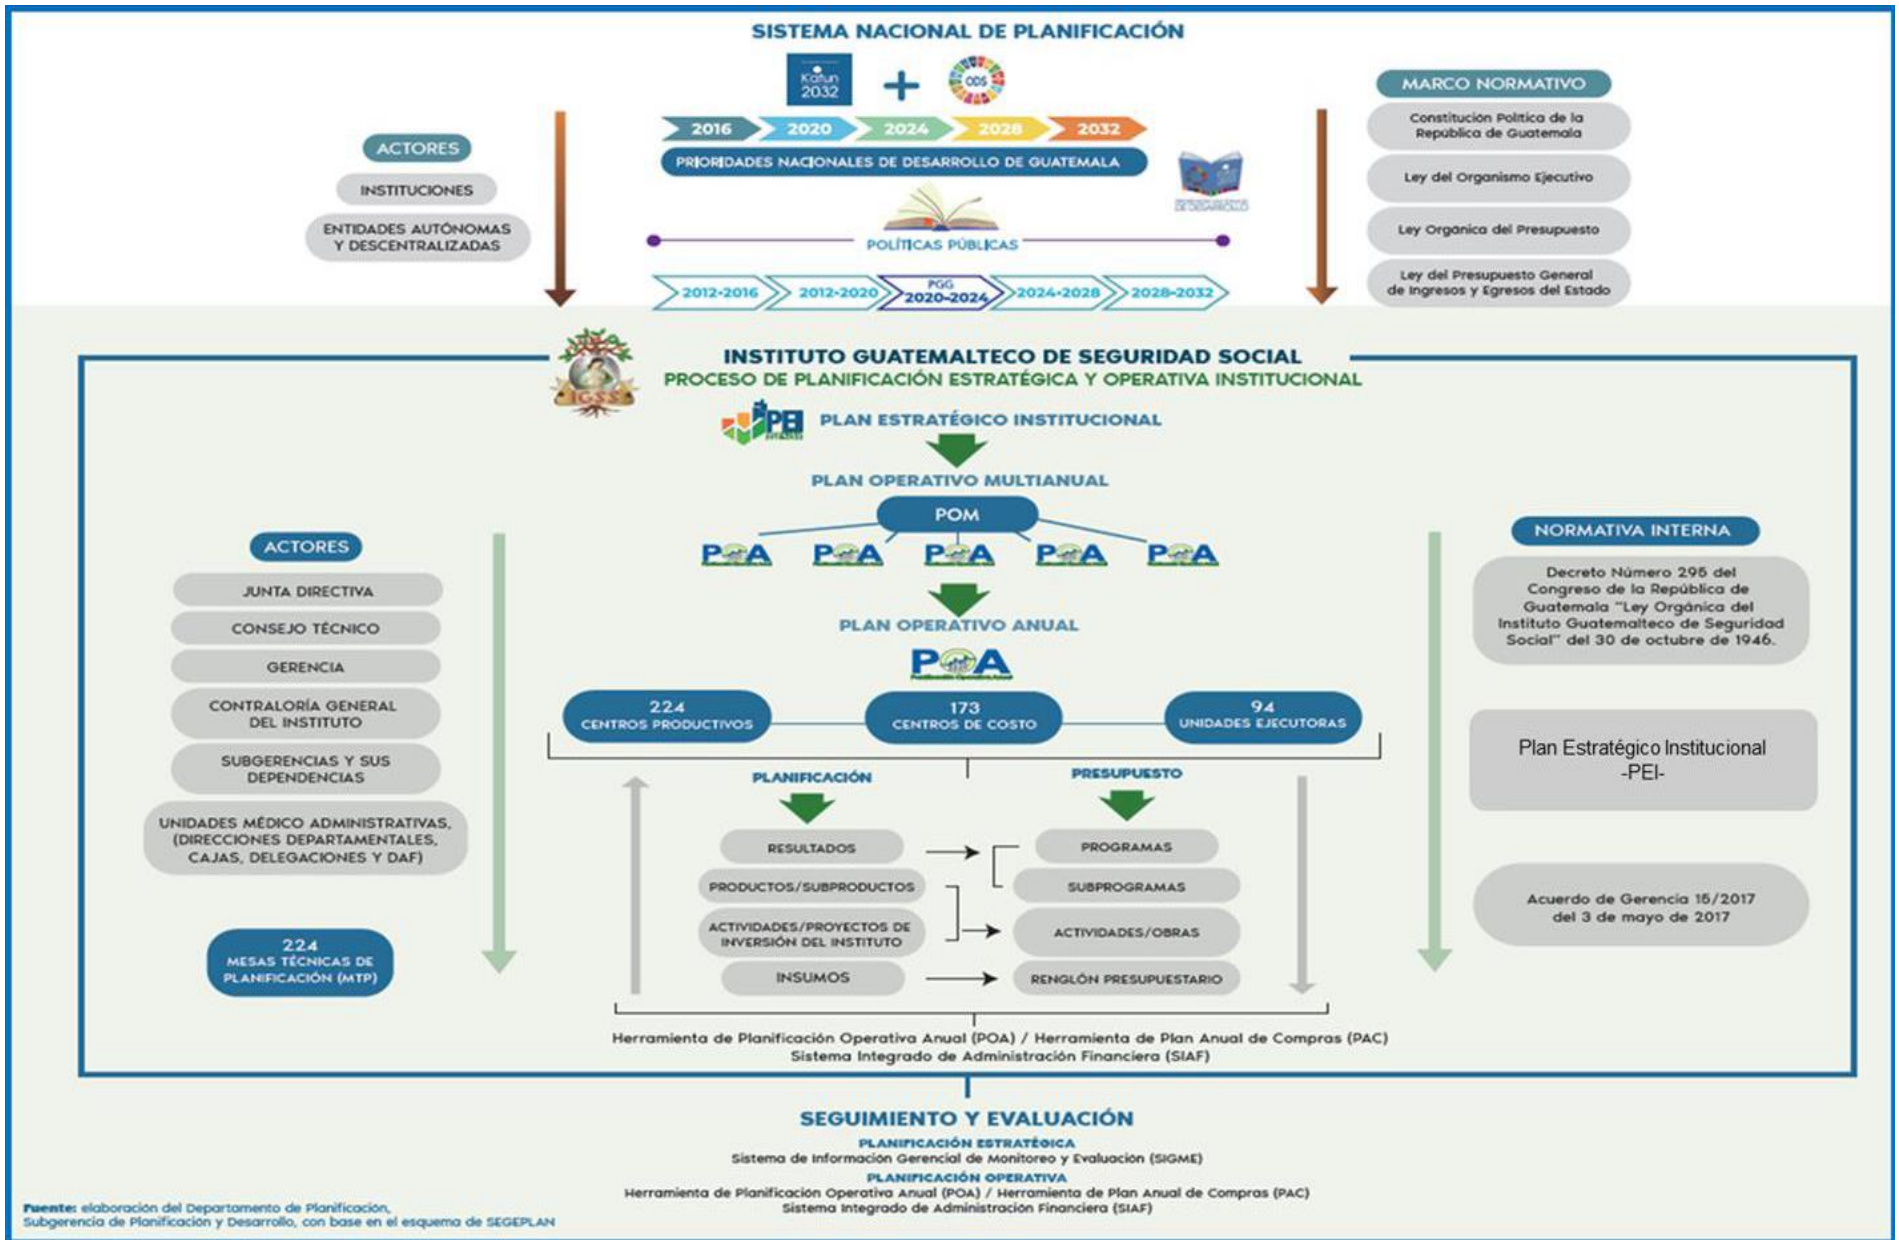 SISTEMA NACIONAL DE PLANIFICACIÓN
Katun
2032
ODS
2016
2020
2024
2028
2032
PRIORIDADES NACIONALES DE DESARROLLO DE GUATEMALA
DE DESARROLLO
POLÍTICAS PÚBLICAS
2012-2016
2012-2020
PGG
2020-2024
2024-2028
2028-2032
ACTORES
INSTITUCIONES
ENTIDADES AUTÓNOMAS
Y DESCENTRALIZADAS
MARCO NORMATIVO
Constitución Política de la
República de Guatemala
Ley del Organismo Ejecutivo
Ley Orgánica del Presupuesto
Ley del Presupuesto General
de Ingresos y Egresos del Estado
IGSS
INSTITUTO GUATEMALTECO DE SEGURIDAD SOCIAL
PROCESO DE PLANIFICACIÓN ESTRATÉGICA Y OPERATIVA INSTITUCIONAL
PEI
PLAN ESTRATÉGICO INSTITUCIONAL
PLAN OPERATIVO MULTIANUAL
POM
POA
POA
POA
POA
POA
PLAN OPERATIVO ANUAL
POA
Planificación Operativa Anual
224
CENTROS PRODUCTIVOS
173
CENTROS DE COSTO
94
UNIDADES EJECUTORAS
ACTORES
JUNTA DIRECTIVA
CONSEJO TÉCNICO
GERENCIA
CONTRALORÍA GENERAL
DEL INSTITUTO
SUBGERENCIAS Y SUS
DEPENDENCIAS
UNIDADES MÉDICO ADMINISTRATIVAS,
(DIRECCIONES DEPARTAMENTALES,
CAJAS, DELEGACIONES Y DAF)
224
MESAS TÉCNICAS DE
PLANIFICACIÓN (MTP)
PLANIFICACIÓN
PRESUPUESTO
RESULTADOS
PROGRAMAS
PRODUCTOS/SUBPRODUCTOS
SUBPROGRAMAS
ACTIVIDADES/PROYECTOS DE
INVERSIÓN DEL INSTITUTO
ACTIVIDADES/OBRAS
INSUMOS
RENGLÓN PRESUPUESTARIO
Herramienta de Planificación Operativa Anual (POA) / Herramienta de Plan Anual de Compras (PAC)
Sistema Integrado de Administración Financiera (SIAF)
NORMATIVA INTERNA
Decreto Número 295 del
Congreso de la República de
Guatemala "Ley Orgánica del
Instituto Guatemalteco de Seguridad
Social" del 30 de octubre de 1946.
Plan Estratégico Institucional
-PEI-
Acuerdo de Gerencia 15/2017
del 3 de mayo de 2017
SEGUIMIENTO Y EVALUACIÓN
PLANIFICACIÓN ESTRATÉGICA
Sistema de Información Gerencial de Monitoreo y Evaluación (SIGME)
PLANIFICACIÓN OPERATIVA
Herramienta de Planificación Operativa Anual (POA) / Herramienta de Plan Anual de Compras (PAC)
Sistema Integrado de Administración Financiera (SIAF)
Fuente: elaboración del Departamento de Planificación,
Subgerencia de Planificación y Desarrollo, con base en el esquema de SEGEPLAN